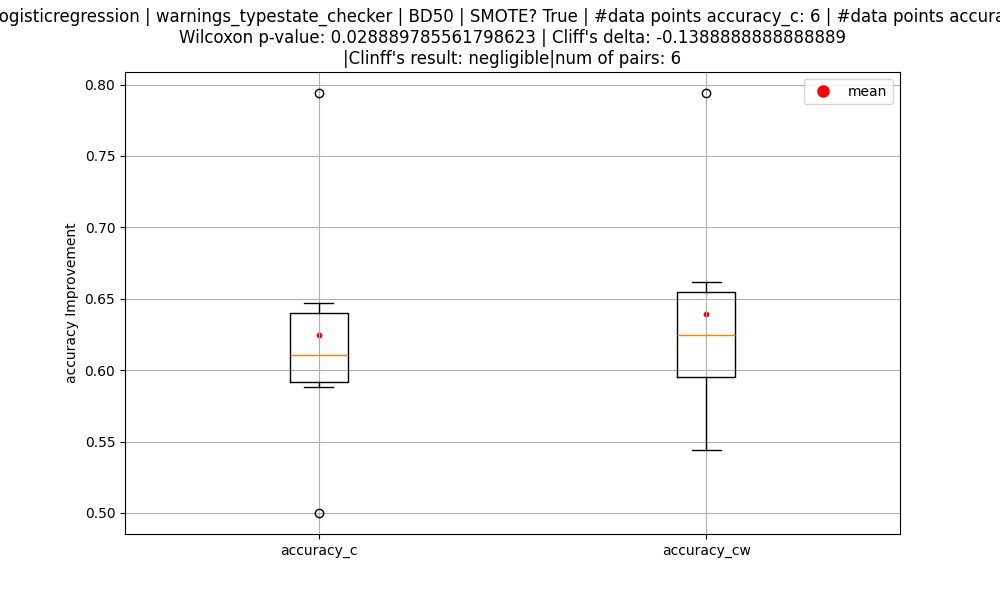 ogisticregression | warnings_typestate_checker | BD50 | SMOTE? True | #data points accuracy_c: 6 | #data points accura
Wilcoxon p-value: 0.028889785561798623 | Cliff's delta: -0.1388888888888889
|Clinff's result: negligible|num of pairs: 6
mean
0.80
0.75
0.70
0.65
0.60
0.55
0.50
accuracy Improvement
accuracy_c
accuracy_cw